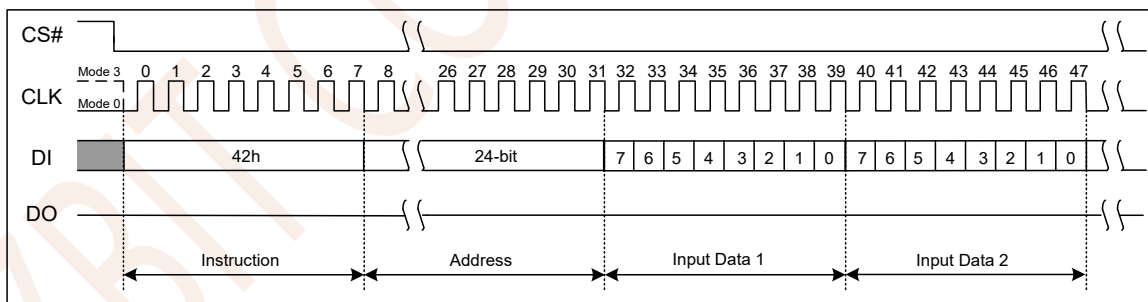 CS#
Mode 3 0 1 2 3 4 5 6 7 8 26 27 28 29 30 31 32 33 34 35 36 37 38 39 40 41 42 43 44 45 46 47
CLK
Mode 0
DI 42h 24-bit 7 6 5 4 3 2 1 0 7 6 5 4 3 2 1 0
DO
Instruction Address Input Data 1 Input Data 2